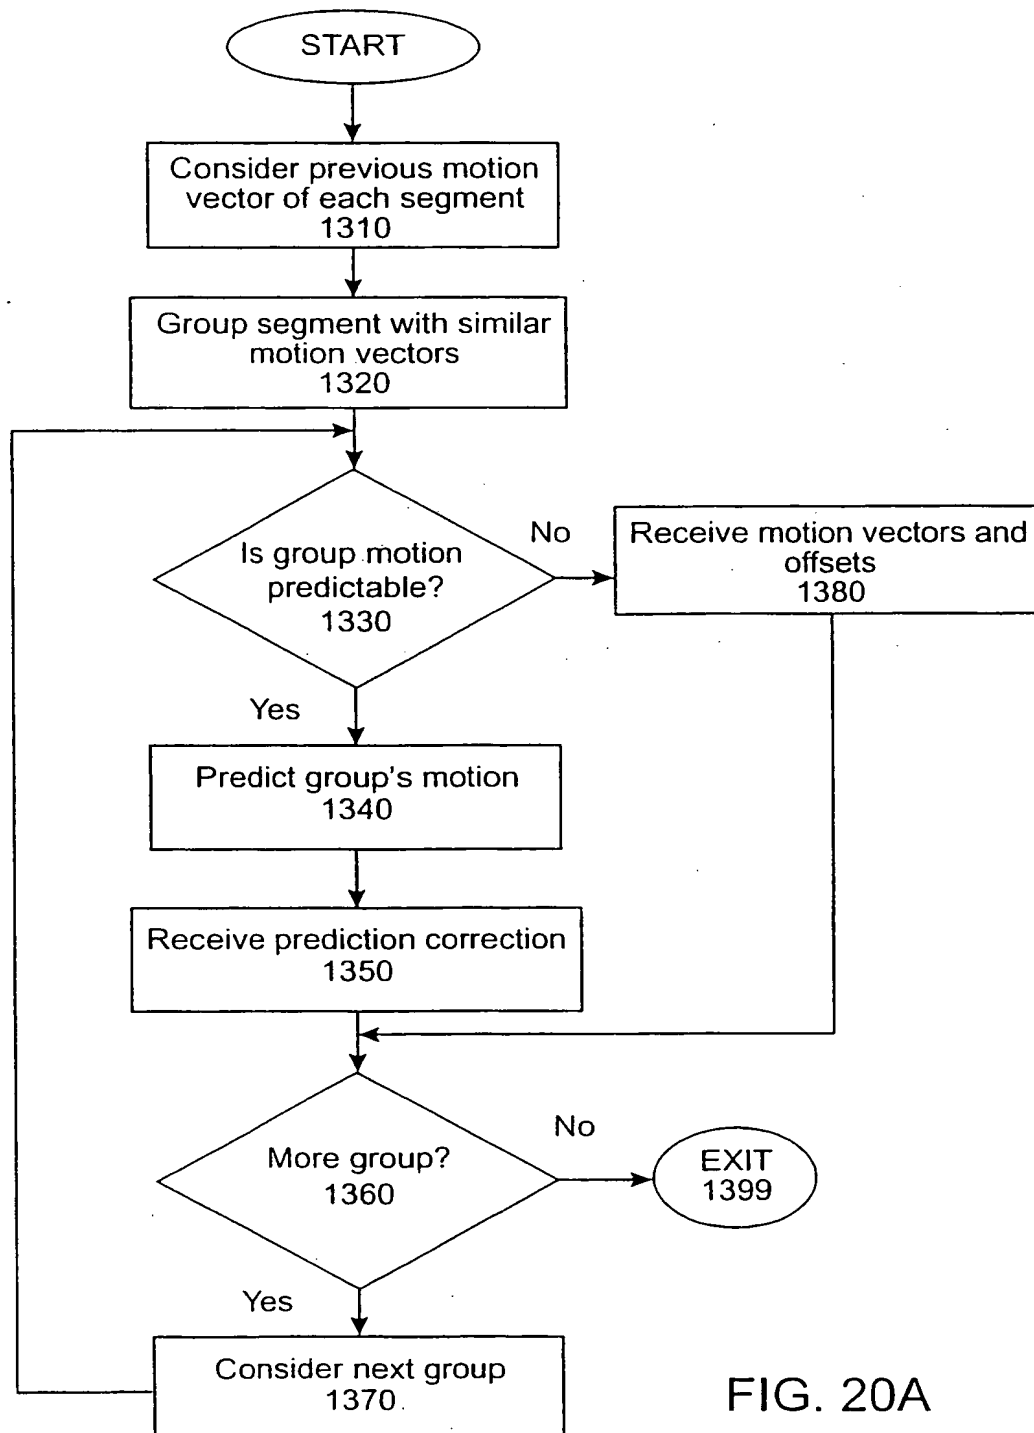 START
Consider previous motion
vector of each segment
1310
Group segment with similar
motion vectors
1320
Is group motion
predictable?
1330
No
Receive motion vectors and
offsets
1380
Yes
Predict group's motion
1340
Receive prediction correction
1350
More group?
1360
No
EXIT
1399
Yes
Consider next group
1370
FIG. 20A